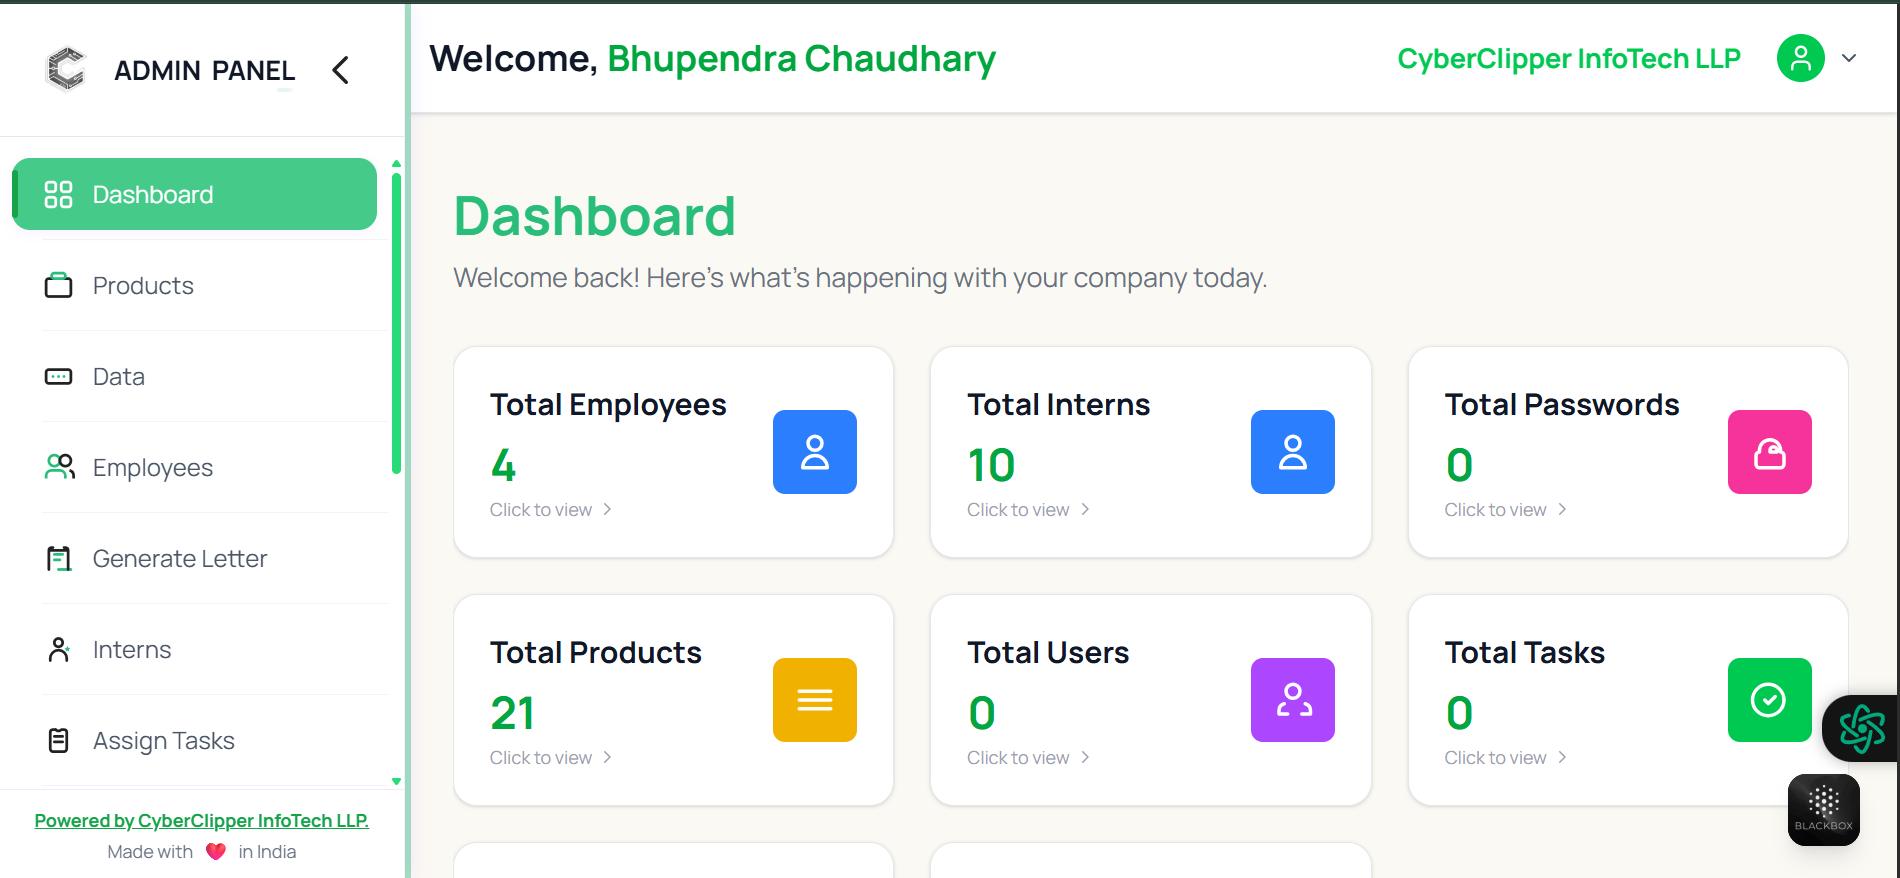 ADMIN PANEL
Welcome, Bhupendra Chaudhary
CyberClipper InfoTech LLP
Dashboard
Products
Data
Employees
Generate Letter
Interns
Assign Tasks
Powered by CyberClipper InfoTech LLP.
Made with ❤️ in India
Dashboard
Welcome back! Here's what's happening with your company today.
Total Employees
4
Click to view
Total Interns
10
Click to view
Total Passwords
0
Click to view
Total Products
21
Click to view
Total Users
0
Click to view
Total Tasks
0
Click to view
BLACKBOX